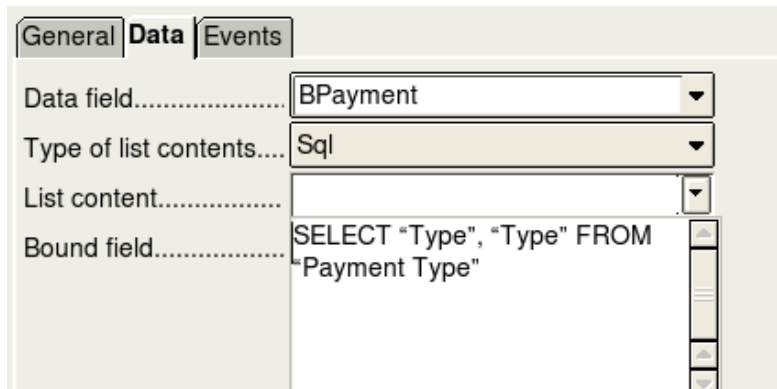 General Data Events
Data field..................... BPayment
Type of list contents.... Sql
List content.................
Bound field..................
SELECT “Type", “Type" FROM
“Payment Type"